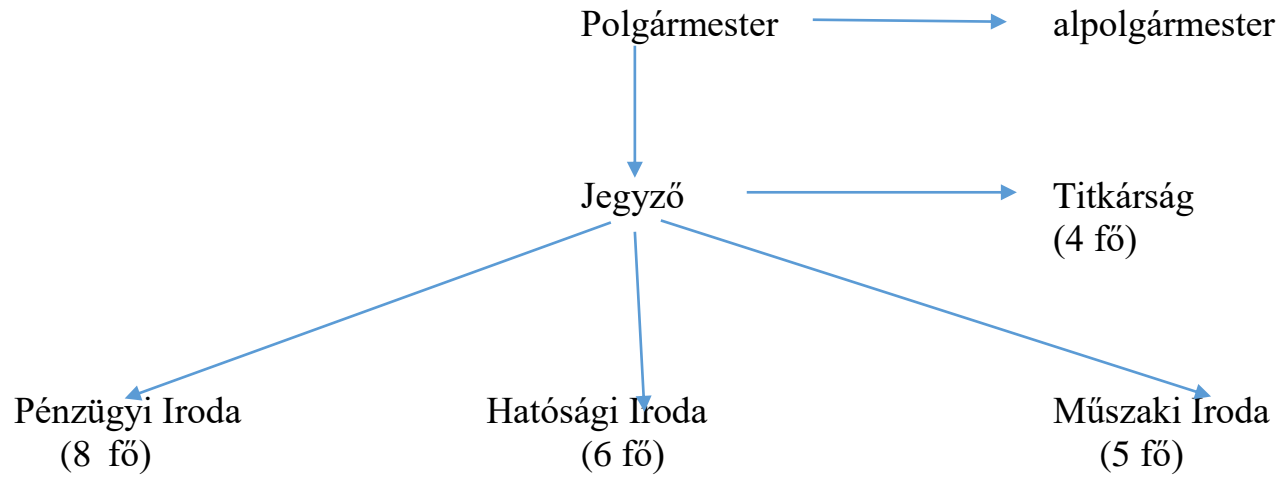 Polgármester alpolgármester
Jegyző Titkárság
(4 fő)
Pénzügyi Iroda Hatósági Iroda Műszaki Iroda
(8 fő) (6 fő) (5 fő)